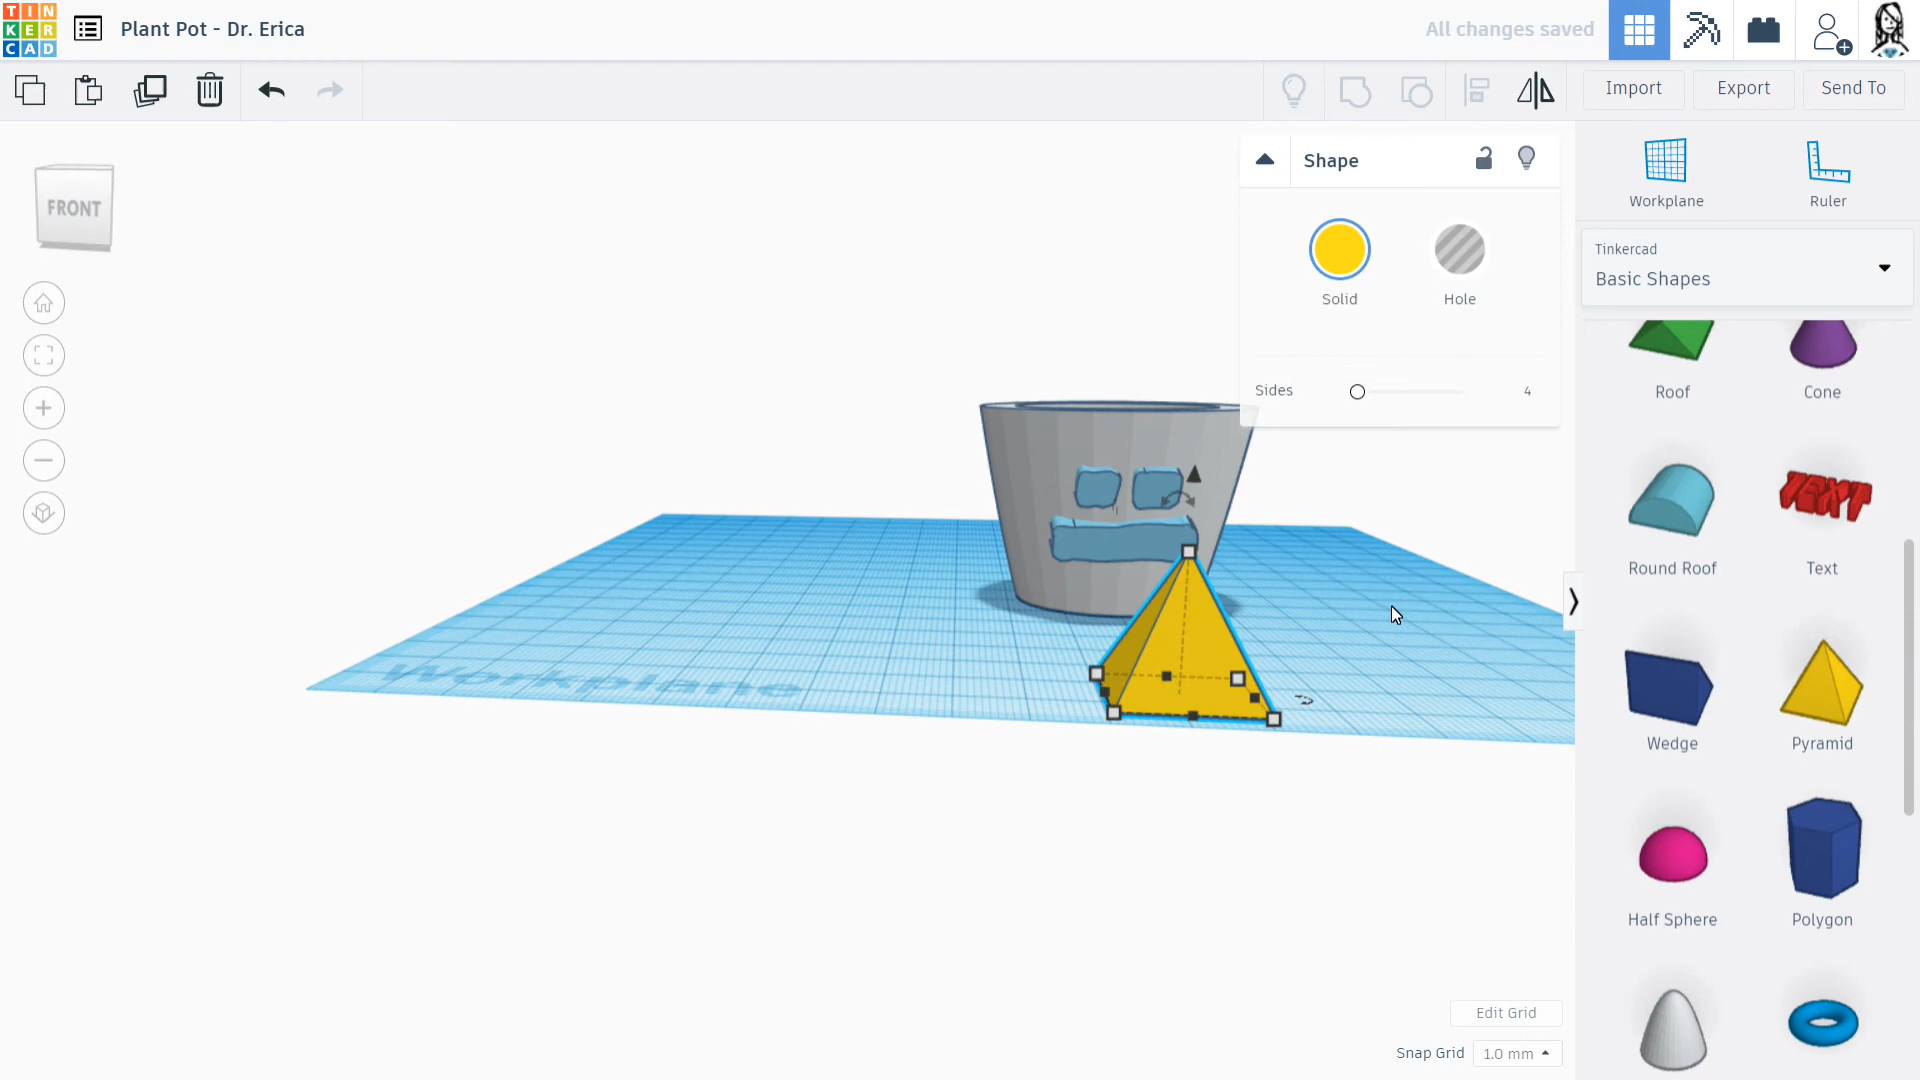 TIN
KER
CAD
Plant Pot - Dr. Erica
All changes saved
Import
Export
Send To
FRONT
Shape
Solid
Hole
Sides
4
Workplane
Ruler
Tinkercad
Basic Shapes
Roof
Cone
TEXT
Round Roof
Text
Wedge
Pyramid
Half Sphere
Polygon
Workplane
Edit Grid
Snap Grid
1.0 mm